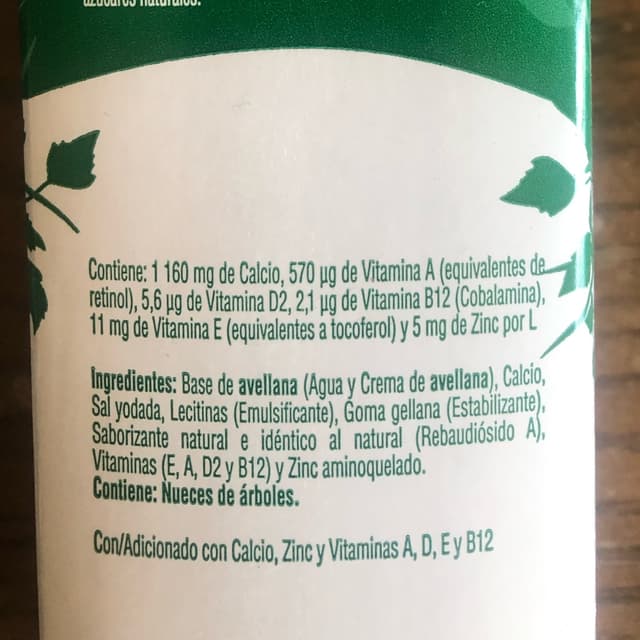 azúcares naturales.
Contiene: 1 160 mg de Calcio, 570 µg de Vitamina A (equivalentes de
retinol), 5,6 µg de Vitamina D2, 2,1 µg de Vitamina B12 (Cobalamina),
11 mg de Vitamina E (equivalentes a tocoferol) y 5 mg de Zinc por L
Ingredientes: Base de avellana (Agua y Crema de avellana), Calcio,
Sal yodada, Lecitinas (Emulsificante), Goma gellana (Estabilizante),
Saborizante natural e idéntico al natural (Rebaudiósido A),
Vitaminas (E, A, D2 y B12) y Zinc aminoquelado.
Contiene: Nueces de árboles.
Con/Adicionado con Calcio, Zinc y Vitaminas A, D, E y B12